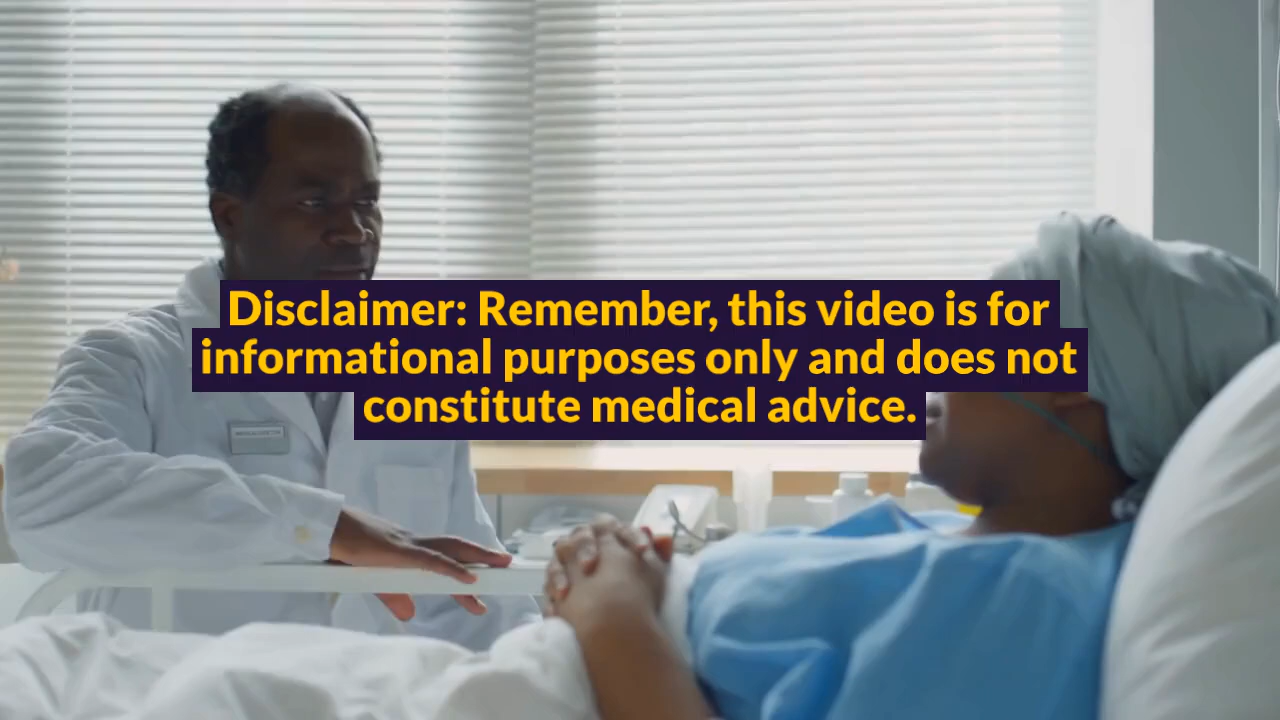 Disclaimer: Remember, this video is for
informational purposes only and does not
constitute medical advice.